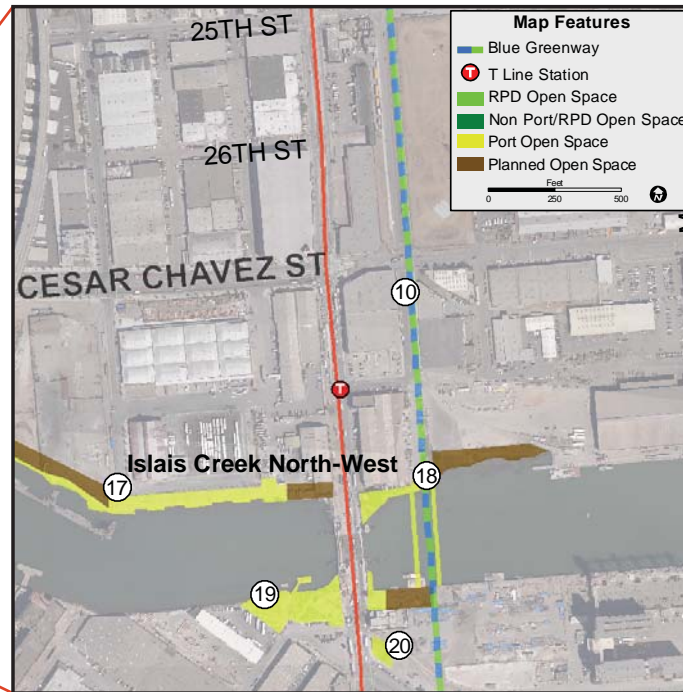 25TH ST
26TH ST
CESAR CHAVEZ ST
Map Features
Blue Greenway
T
T Line Station
RPD Open Space
Non Port/RPD Open Space
Port Open Space
Planned Open Space
Feet
0 250 500
N
10
T
Islais Creek North-West
17
18
19
20